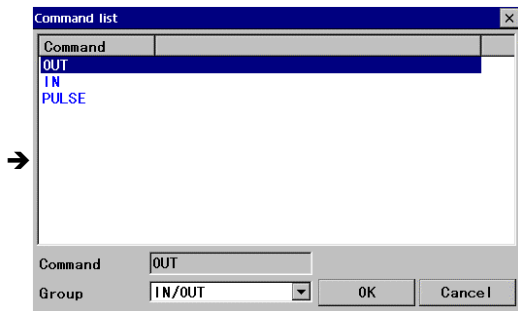 Command list
Command
OUT
IN
PULSE
Command OUT
Group IN/OUT OK Cancel